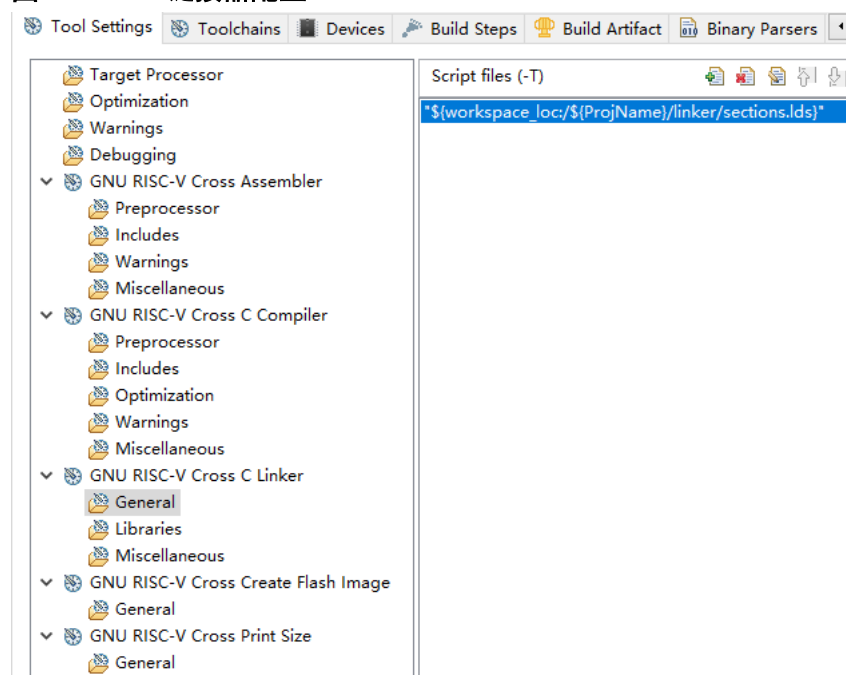 Tool Settings Toolchains Devices Build Steps Build Artifact Binary Parsers
Target Processor
Optimization
Warnings
Debugging
GNU RISC-V Cross Assembler
Preprocessor
Includes
Warnings
Miscellaneous
GNU RISC-V Cross C Compiler
Preprocessor
Includes
Optimization
Warnings
Miscellaneous
GNU RISC-V Cross C Linker
General
Libraries
Miscellaneous
GNU RISC-V Cross Create Flash Image
General
GNU RISC-V Cross Print Size
General
Script files (-T)
"${workspace_loc:/${ProjName}/linker/sections.lds}"